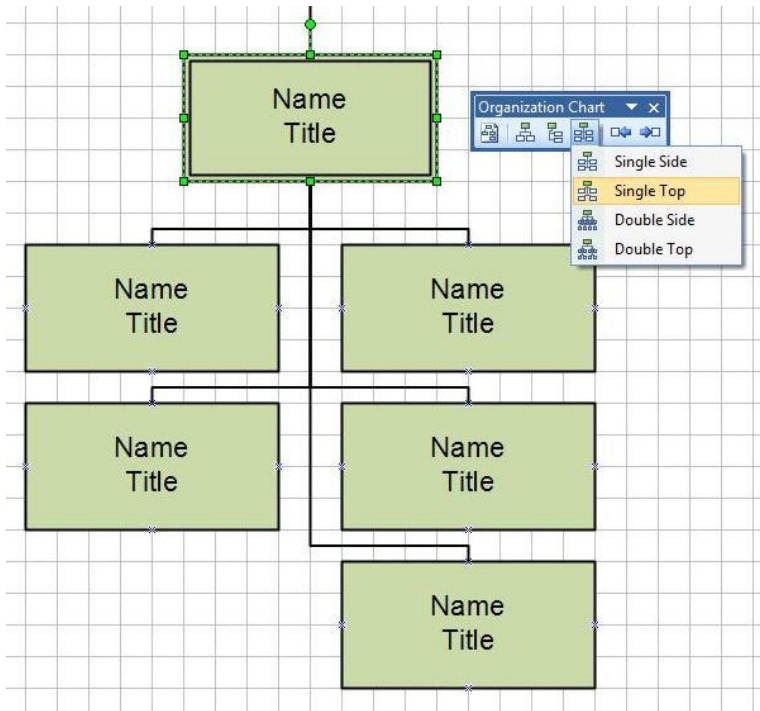 Name
Title
Organization Chart
Single Side
Single Top
Double Side
Double Top
Name
Title
Name
Title
Name
Title
Name
Title
Name
Title